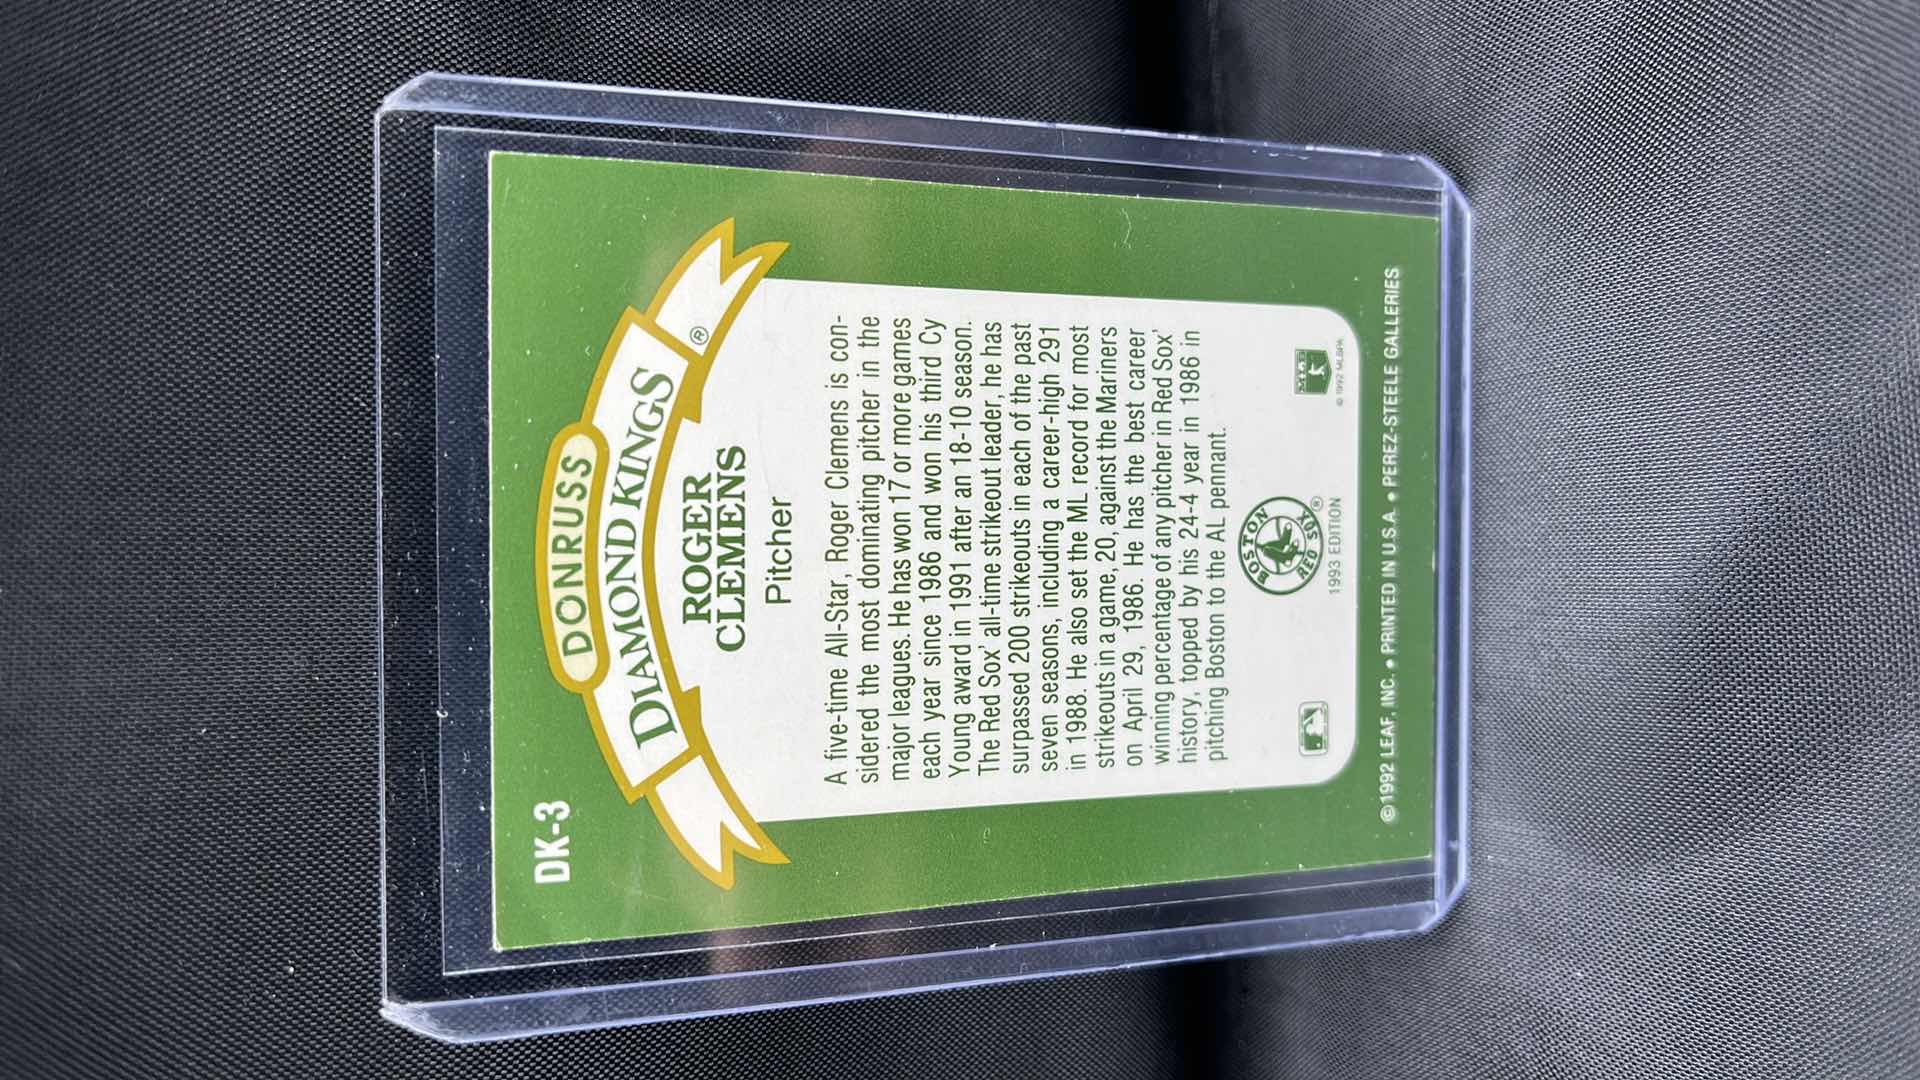 DK-3
DONRUSS
DIAMOND KINGS ®
ROGER
CLEMENS
Pitcher
A five-time All-Star, Roger Clemens is con-
sidered the most dominating pitcher in the
major leagues. He has won 17 or more games
each year since 1986 and won his third Cy
Young award in 1991 after an 18-10 season.
The Red Sox' all-time strikeout leader, he has
surpassed 200 strikeouts in each of the past
seven seasons, including a career-high 291
in 1988. He also set the ML record for most
strikeouts in a game, 20, against the Mariners
on April 29, 1986. He has the best career
winning percentage of any pitcher in Red Sox'
history, topped by his 24-4 year in 1986 in
pitching Boston to the AL pennant.
BOSTON
RED SOX ®
MLB
© 1992 MLBPA
1993 EDITION
©1992 LEAF, INC. • PRINTED IN U.S.A. • PEREZ-STEELE GALLERIES